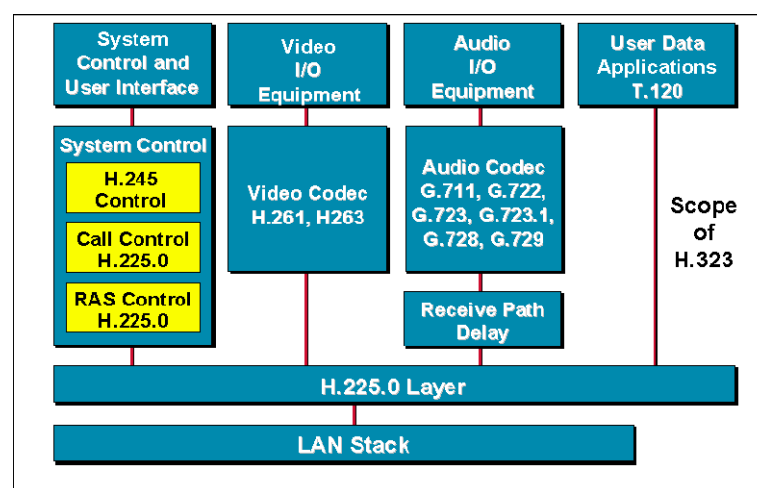 System
Control and
User Interface
Video
I/O
Equipment
Audio
I/O
Equipment
User Data
Applications
T.120
System Control
H.245
Control
Call Control
H.225.0
RAS Control
H.225.0
Video Codec
H.261, H263
Audio Codec
G.711, G.722,
G.723, G.723.1,
G.728, G.729
Receive Path
Delay
Scope
of
H.323
H.225.0 Layer
LAN Stack